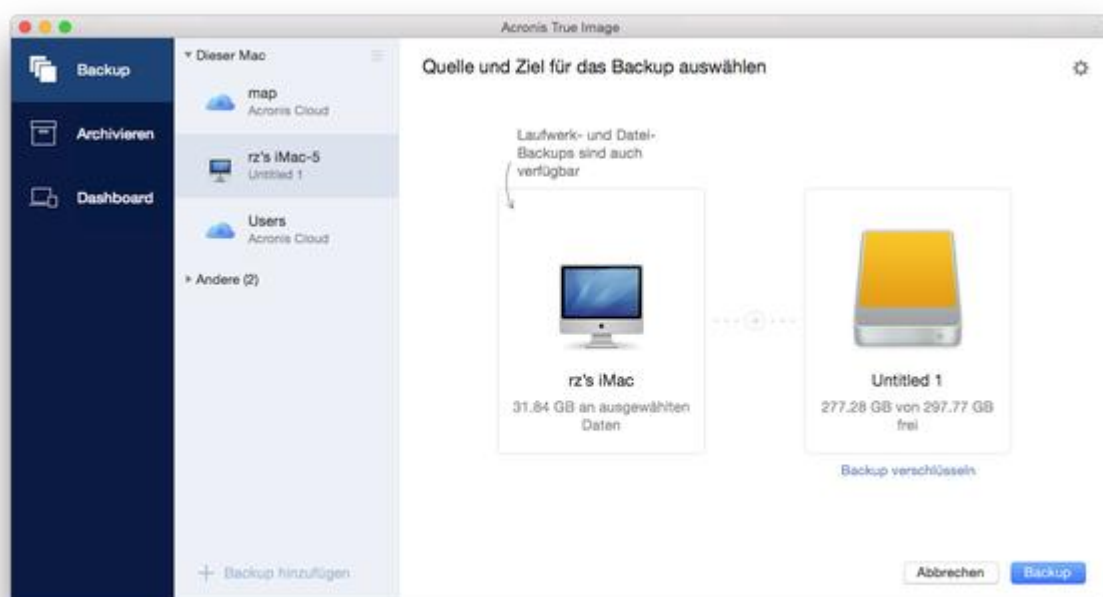 Acronis True Image
Backup
Archivieren
Dashboard
Dieser Mac
map
Acronis Cloud
rz's iMac-5
Untitled 1
Users
Acronis Cloud
Andere (2)
Backup hinzufügen
Quelle und Ziel für das Backup auswählen
Laufwerk- und Datei-
Backups sind auch
verfügbar
rz's iMac
31.84 GB an ausgewählten
Daten
Untitled 1
277.28 GB von 297.77 GB
frei
Backup verschlüsseln
Abbrechen
Backup